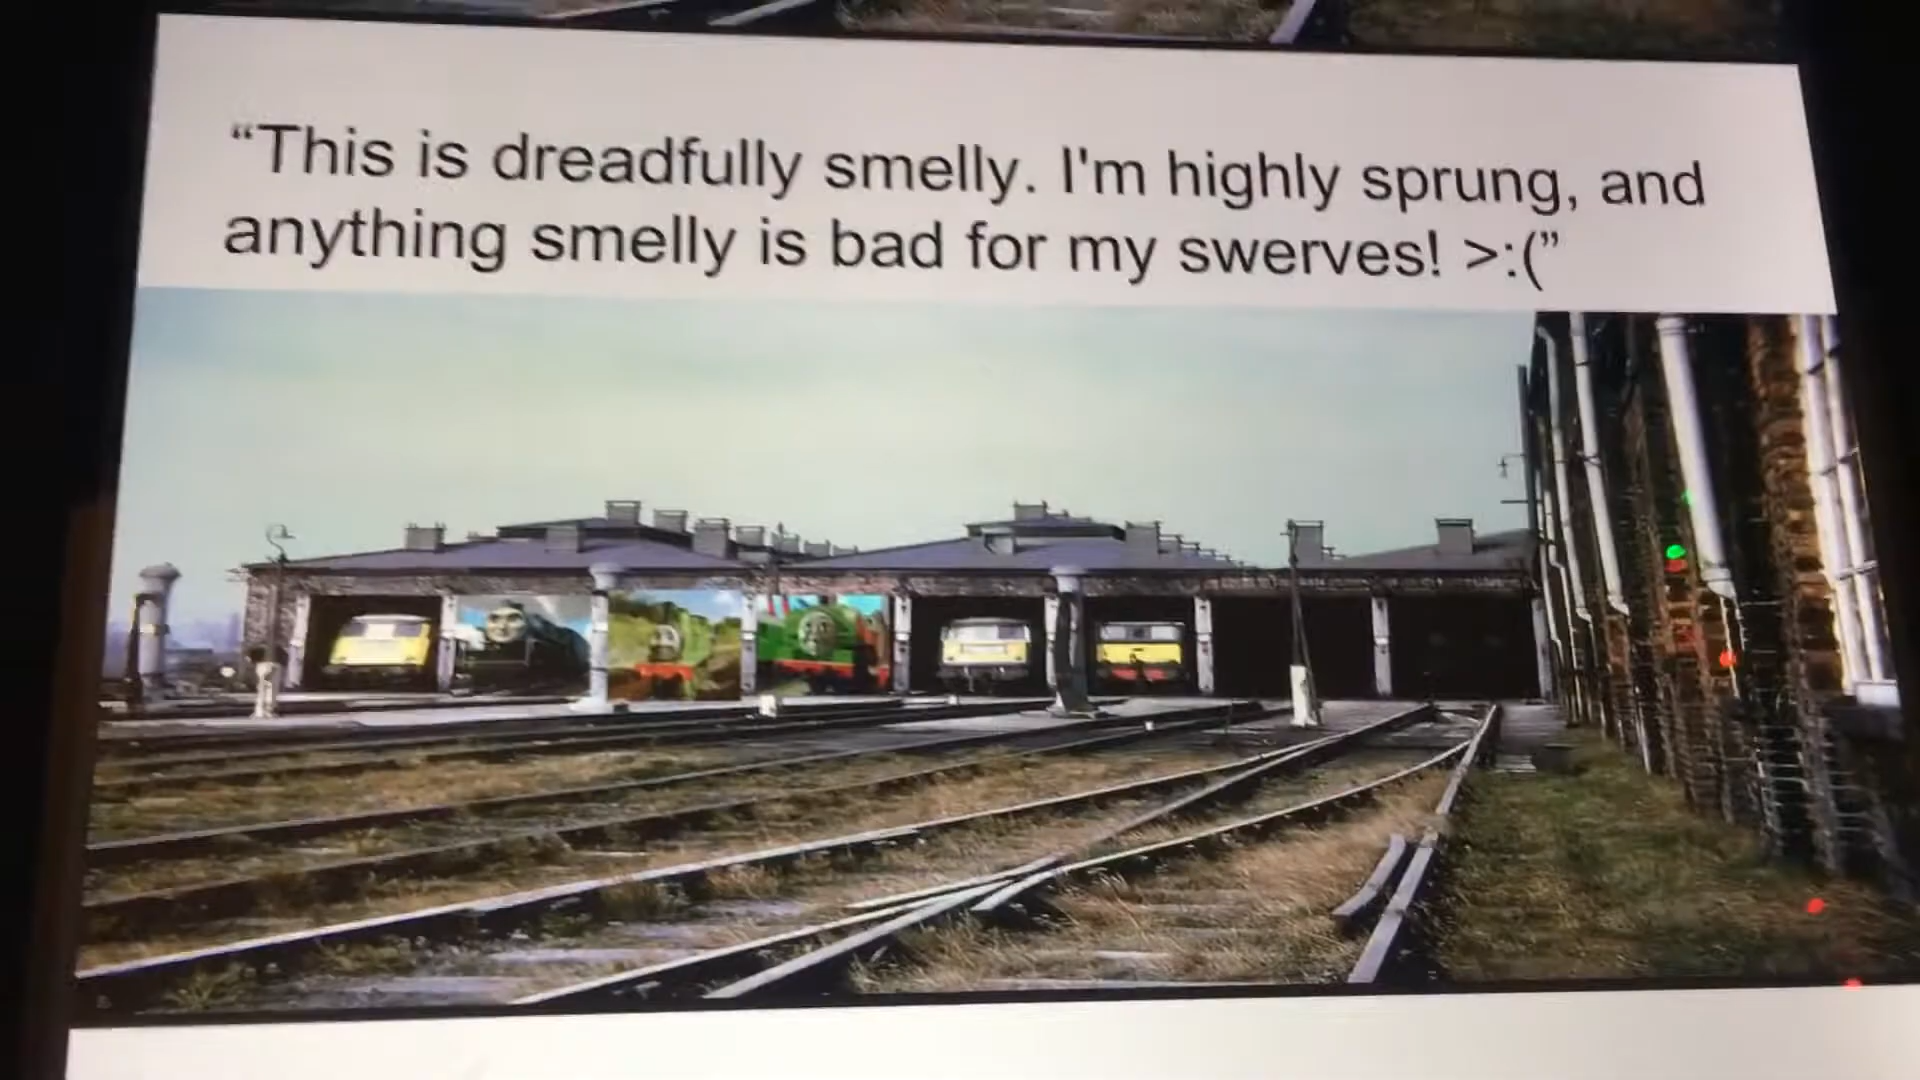 “This is dreadfully smelly. I'm highly sprung, and
anything smelly is bad for my swerves! >:(”